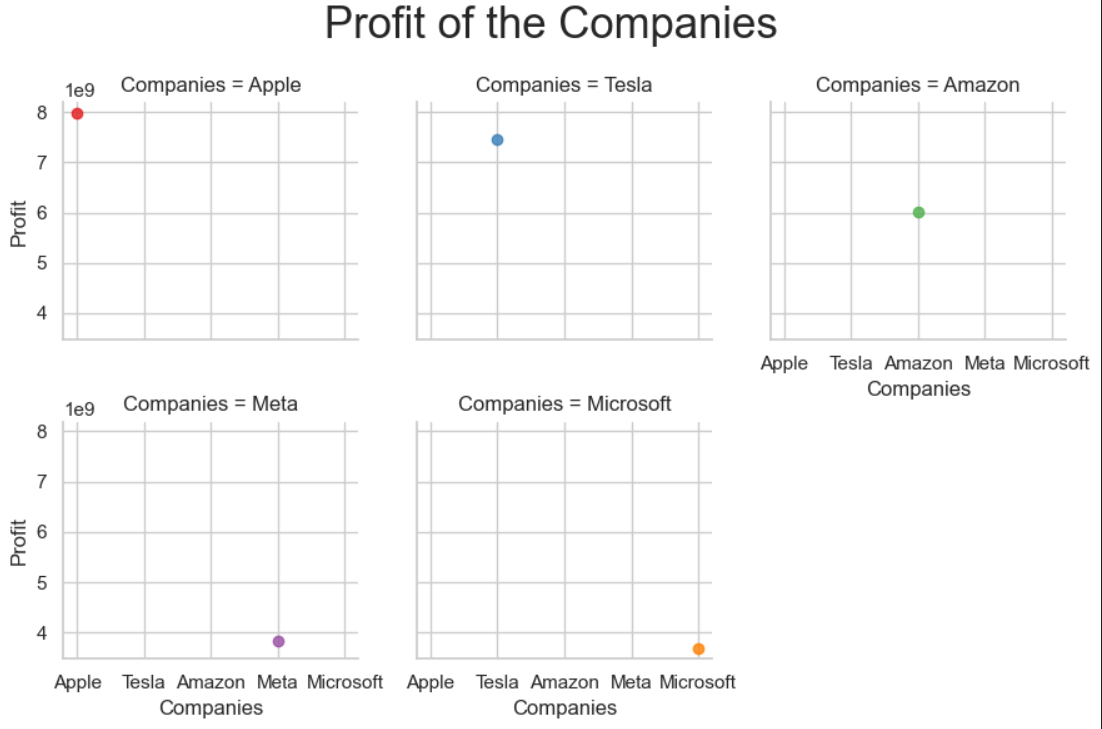 Profit of the Companies
Companies = Apple
Companies = Tesla
Companies = Amazon
1e9
8
7
6
5
4
Profit
Apple Tesla Amazon Meta Microsoft
Companies
Companies = Meta
Companies = Microsoft
1e9
8
7
6
5
4
Profit
Apple Tesla Amazon Meta Microsoft
Companies
Apple Tesla Amazon Meta Microsoft
Companies